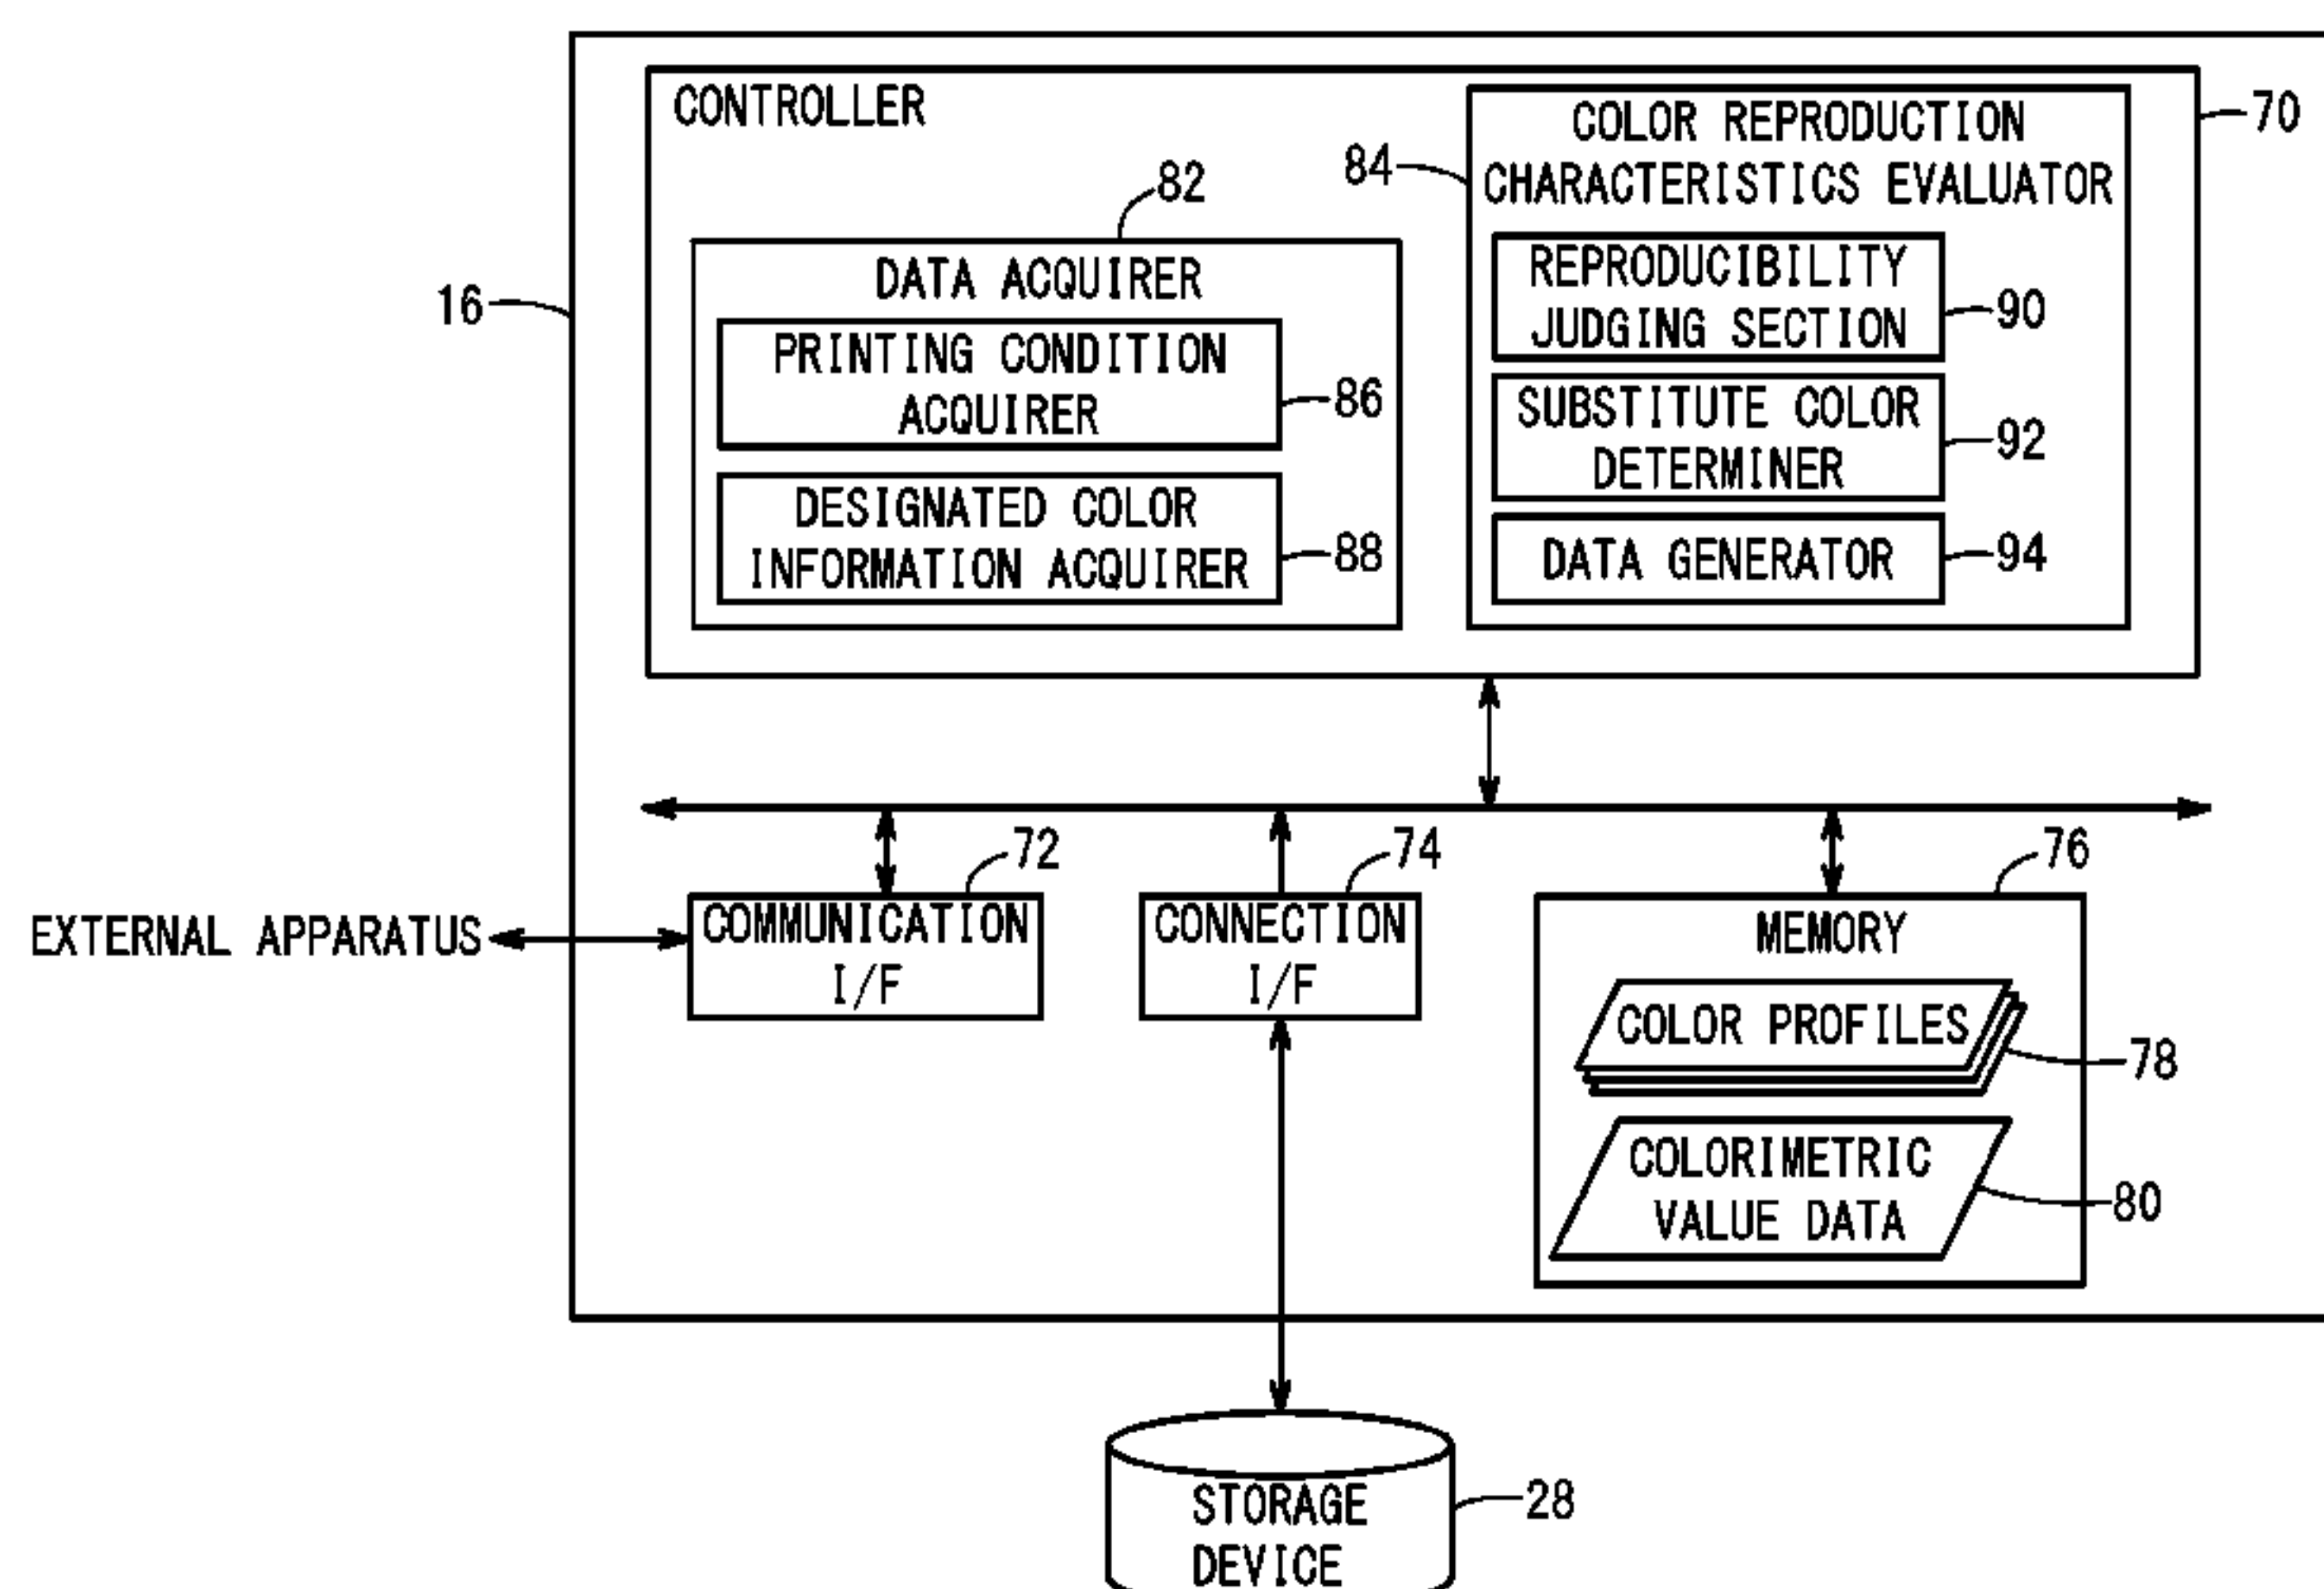 CONTROLLER
70
COLOR REPRODUCTION
CHARACTERISTICS EVALUATOR
84
82
DATA ACQUIRER
16
PRINTING CONDITION
ACQUIRER
86
DESIGNATED COLOR
INFORMATION ACQUIRER
88
REPRODUCIBILITY
JUDGING SECTION
90
SUBSTITUTE COLOR
DETERMINER
92
DATA GENERATOR
94
72
74
76
EXTERNAL APPARATUS
COMMUNICATION
I/F
CONNECTION
I/F
MEMORY
COLOR PROFILES
78
COLORIMETRIC
VALUE DATA
80
STORAGE
DEVICE
28